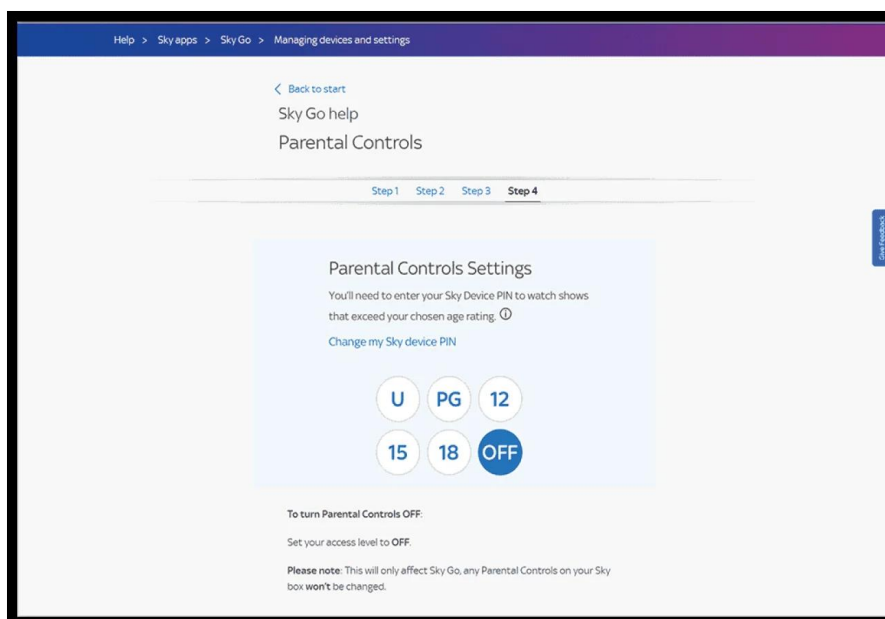 Help > Sky apps > Sky Go > Managing devices and settings
Back to start
Sky Go help
Parental Controls
Step 1 Step 2 Step 3 Step 4
Give Feedback
Parental Controls Settings
You'll need to enter your Sky Device PIN to watch shows
that exceed your chosen age rating.
Change my Sky device PIN
U PG 12
15 18 OFF
To turn Parental Controls OFF:
Set your access level to OFF.
Please note: This will only affect Sky Go, any Parental Controls on your Sky
box won't be changed.